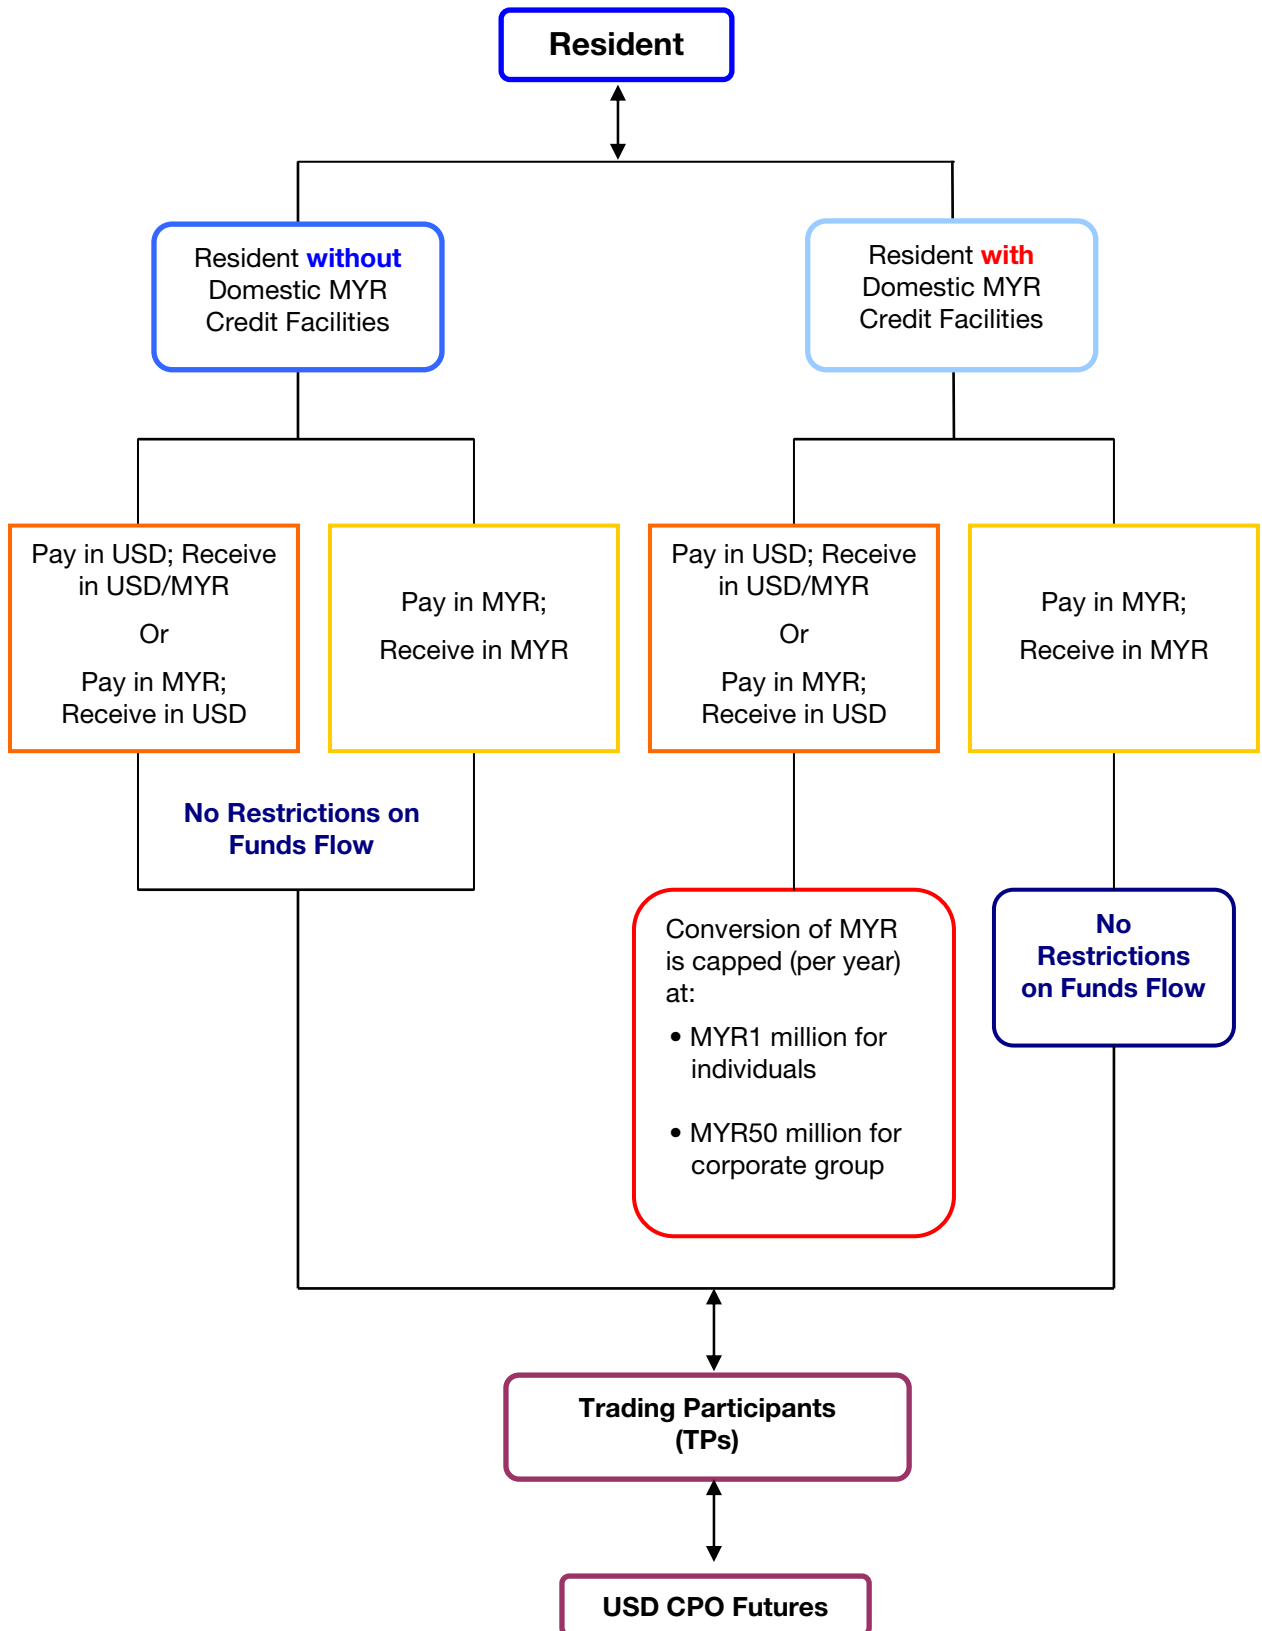 Resident
Resident without
Domestic MYR
Credit Facilities
Resident with
Domestic MYR
Credit Facilities
Pay in USD; Receive
in USD/MYR
Or
Pay in MYR;
Receive in USD
Pay in MYR;
Receive in MYR
Pay in USD; Receive
in USD/MYR
Or
Pay in MYR;
Receive in USD
Pay in MYR;
Receive in MYR
No Restrictions on
Funds Flow
Conversion of MYR
is capped (per year)
at:
• MYR1 million for
individuals
• MYR50 million for
corporate group
No
Restrictions
on Funds Flow
Trading Participants
(TPs)
USD CPO Futures